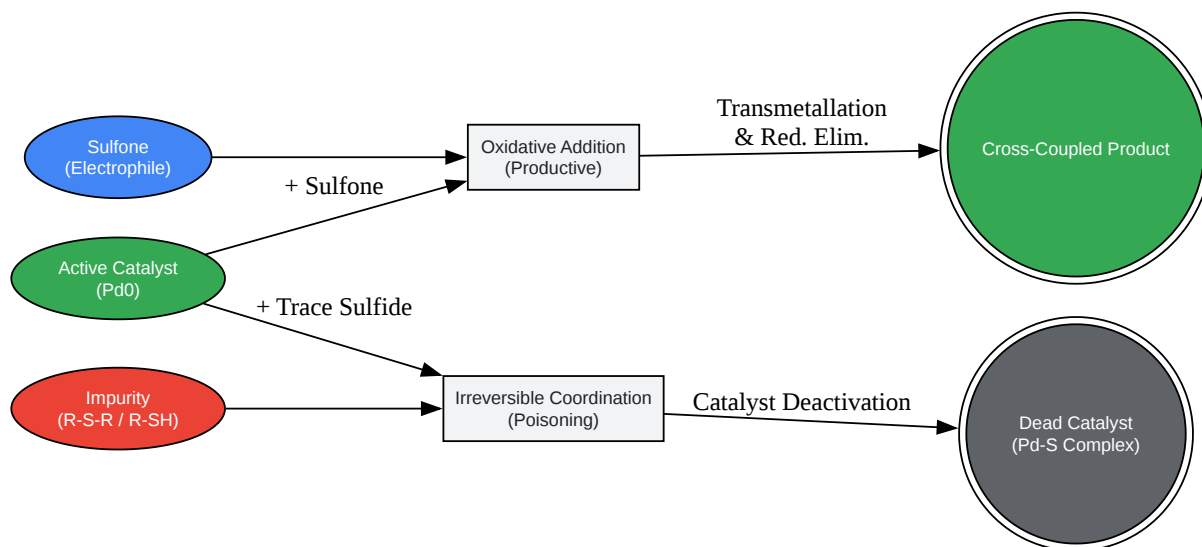 Sulfone
(Electrophile)
+ Sulfone
Oxidative Addition
(Productive)
Transmetallation
& Red. Elim.
Cross-Coupled Product
Active Catalyst
(Pd0)
+ Trace Sulfide
Impurity
(R-S-R / R-SH)
Irreversible Coordination
(Poisoning)
Catalyst Deactivation
Dead Catalyst
(Pd-S Complex)